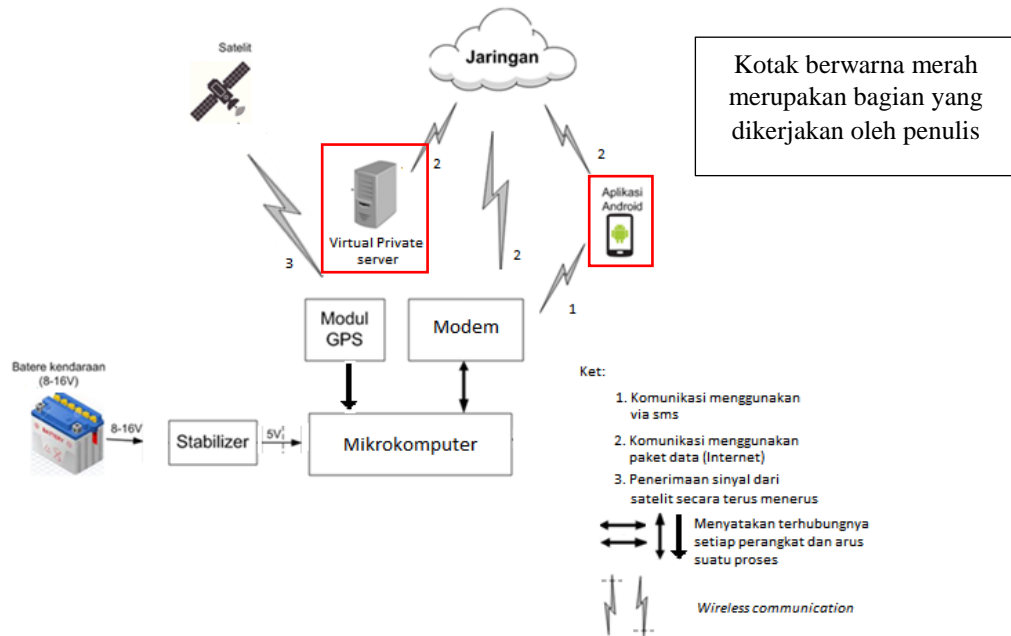 Jaringan
Satelit
Kotak berwarna merah
merupakan bagian yang
dikerjakan oleh penulis
2
2
Aplikasi
Android
Virtual Private
server
3
2
1
Modul
GPS
Modem
Batere kendaraan
(8-16V)
BATTERY
8-16V
Stabilizer
5V
Mikrokomputer
Ket:
1. Komunikasi menggunakan
via sms
2. Komunikasi menggunakan
paket data (Internet)
3. Penerimaan sinyal dari
satelit secara terus menerus
Menyatakan terhubungnya
setiap perangkat dan arus
suatu proses
Wireless communication